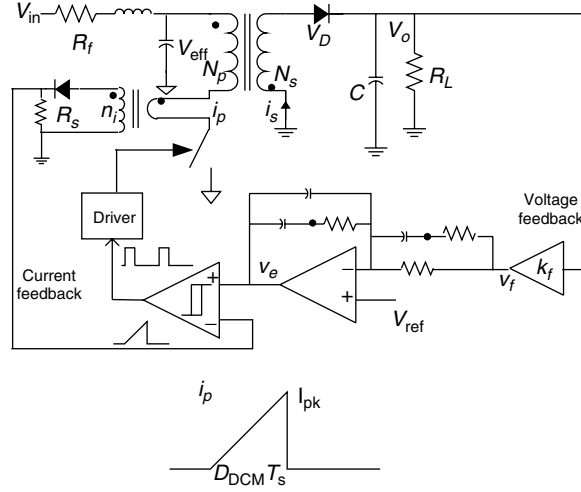 V_in
R_f
V_eff
N_p
N_s
V_D
V_o
C
R_L
R_s
n_i
i_p
i_s
Driver
Voltage
feedback
Current
feedback
v_e
−
+
V_ref
v_f
k_f
+
−
i_p
I_pk
D_DCM T_s